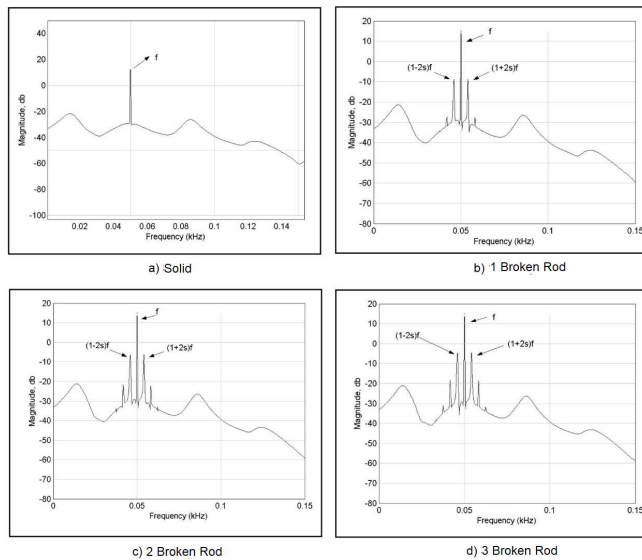 50
40
20
0
-20
-40
-60
-80
-100
Magnitude, db
f
0.02 0.04 0.06 0.08 0.1 0.12 0.14
Frequency (kHz)
a) Solid
20
10
0
-10
-20
-30
-40
-50
-60
-70
-80
Magnitude, db
f
(1-2s)f (1+2s)f
0 0.05 0.1 0.15
Frequency (kHz)
b) 1 Broken Rod
20
10
0
-10
-20
-30
-40
-50
-60
-70
-80
Magnitude, db
f
(1-2s)f (1+2s)f
0 0.05 0.1 0.15
Frequency (kHz)
c) 2 Broken Rod
20
10
0
-10
-20
-30
-40
-50
-60
-70
-80
Magnitude, db
f
(1-2s)f (1+2s)f
0 0.05 0.1 0.15
Frequency (kHz)
d) 3 Broken Rod